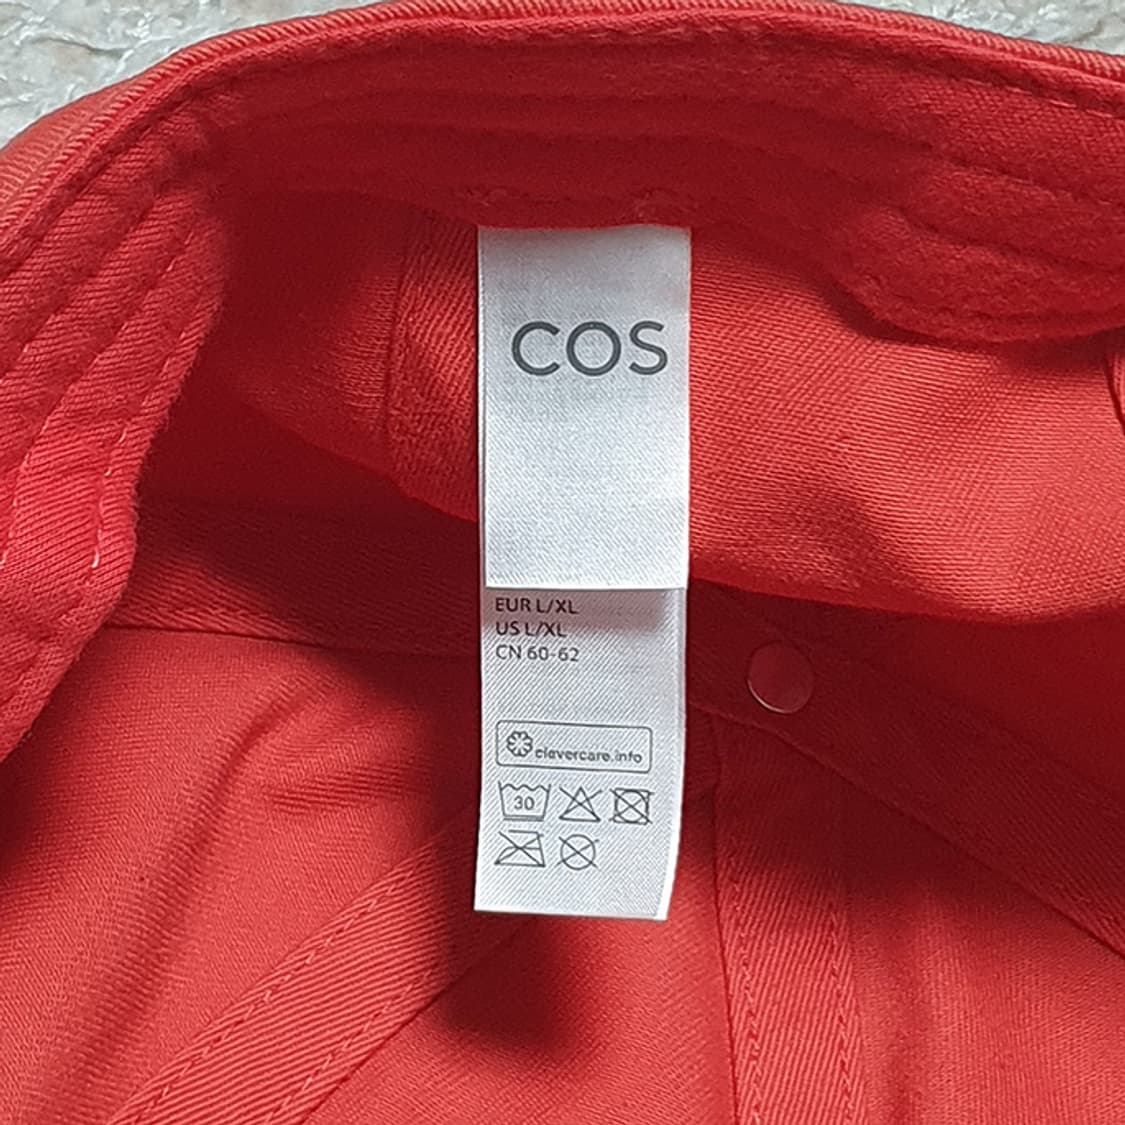 COS
EUR L/XL
US L/XL
CN 60-62
clevercare.info
30